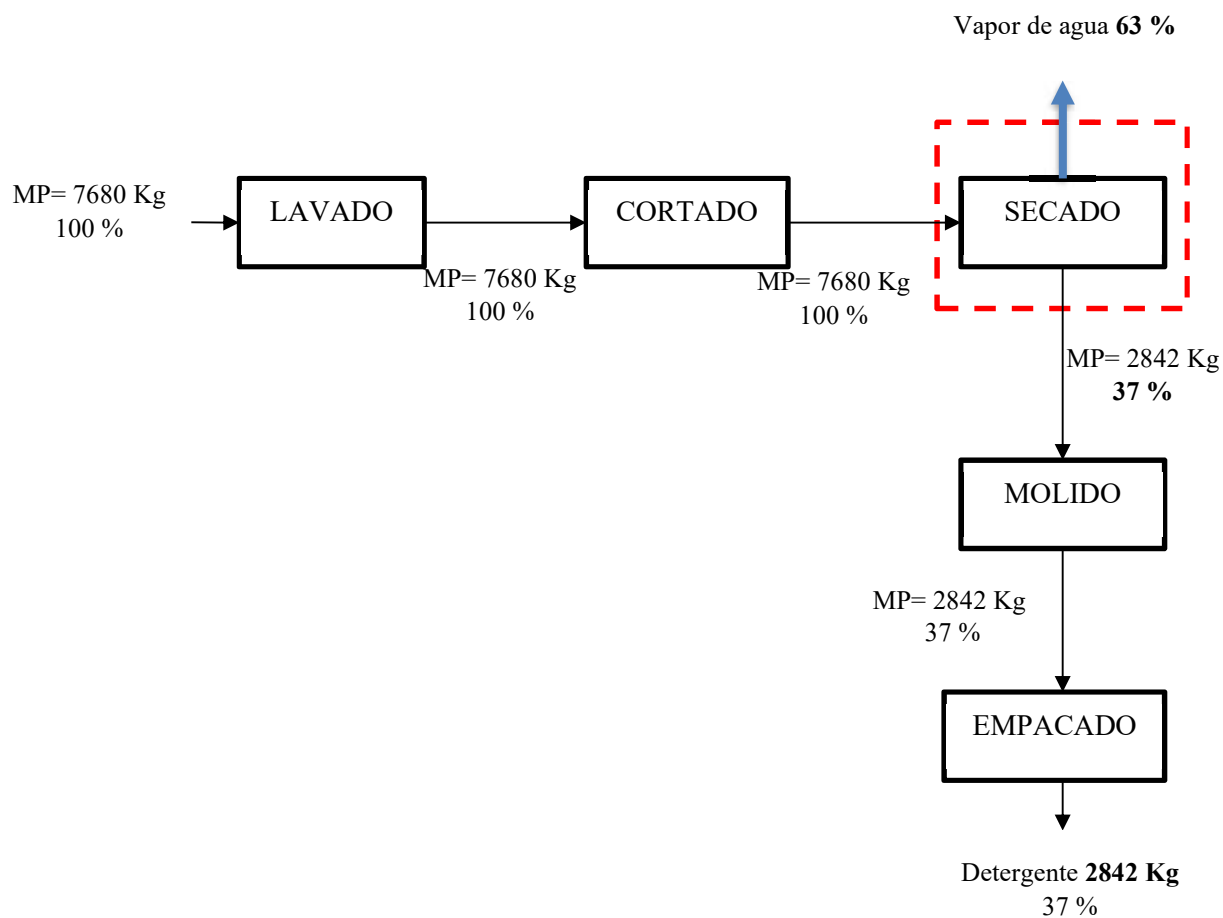 Vapor de agua 63 %
MP= 7680 Kg
100 %
LAVADO
MP= 7680 Kg
100 %
CORTADO
MP= 7680 Kg
100 %
SECADO
MP= 2842 Kg
37 %
MOLIDO
MP= 2842 Kg
37 %
EMPACADO
Detergente 2842 Kg
37 %